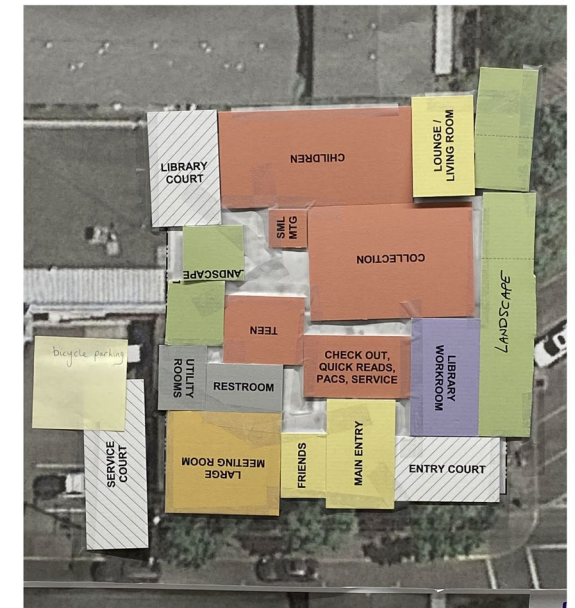 LIBRARY
COURT
CHILDREN
LOUNGE /
LIVING ROOM
SML
MTG
COLLECTION
LANDSCAPE
LANDSCAPE
TEEN
bicycle parking
UTILITY
ROOMS
RESTROOM
CHECK OUT,
QUICK READS,
PACS, SERVICE
LIBRARY
WORKROOM
SERVICE
COURT
LARGE
MEETING ROOM
FRIENDS
MAIN ENTRY
ENTRY COURT